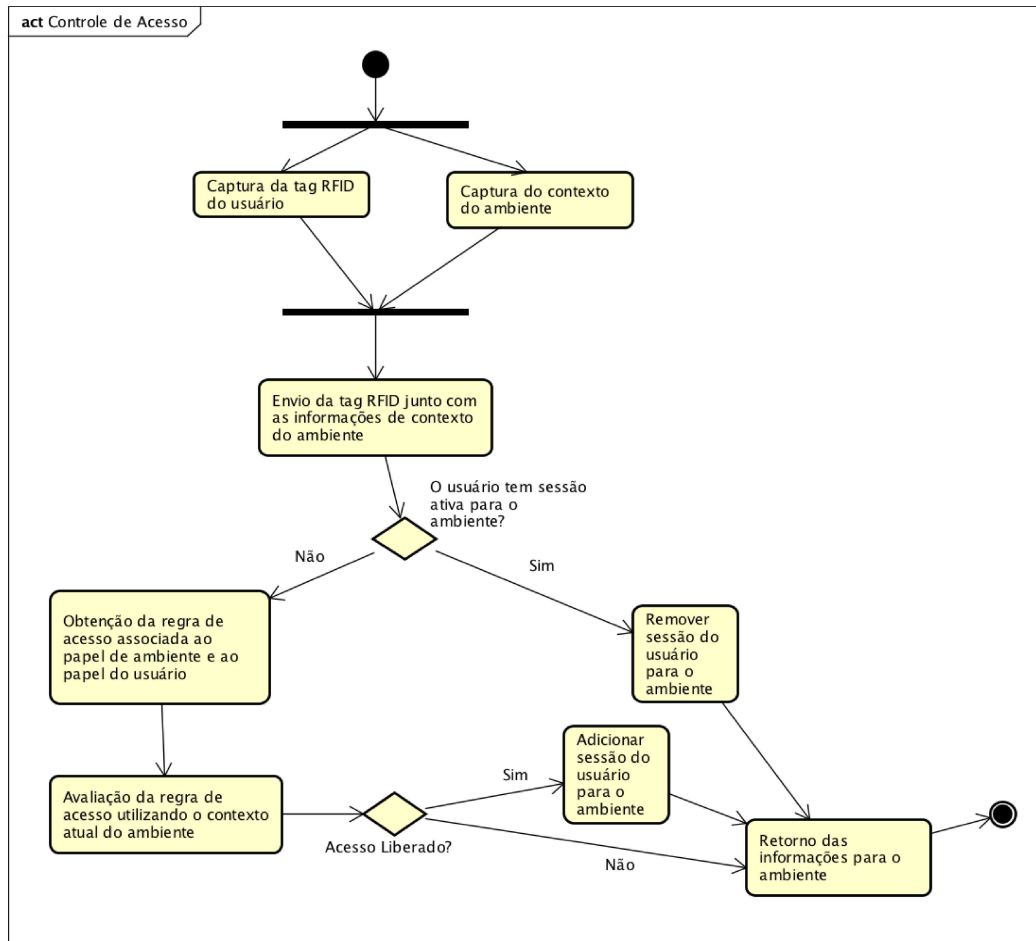 act Controle de Acesso
Captura da tag RFID
do usuário
Captura do contexto
do ambiente
Envio da tag RFID junto com
as informações de contexto
do ambiente
O usuário tem sessão
ativa para o
ambiente?
Não
Sim
Obtenção da regra de
acesso associada ao
papel de ambiente e ao
papel do usuário
Remover
sessão do
usuário
para o
ambiente
Adicionar
sessão do
usuário
para o
ambiente
Sim
Avaliação da regra de
acesso utilizando o contexto
atual do ambiente
Acesso Liberado?
Não
Retorno das
informações para o
ambiente